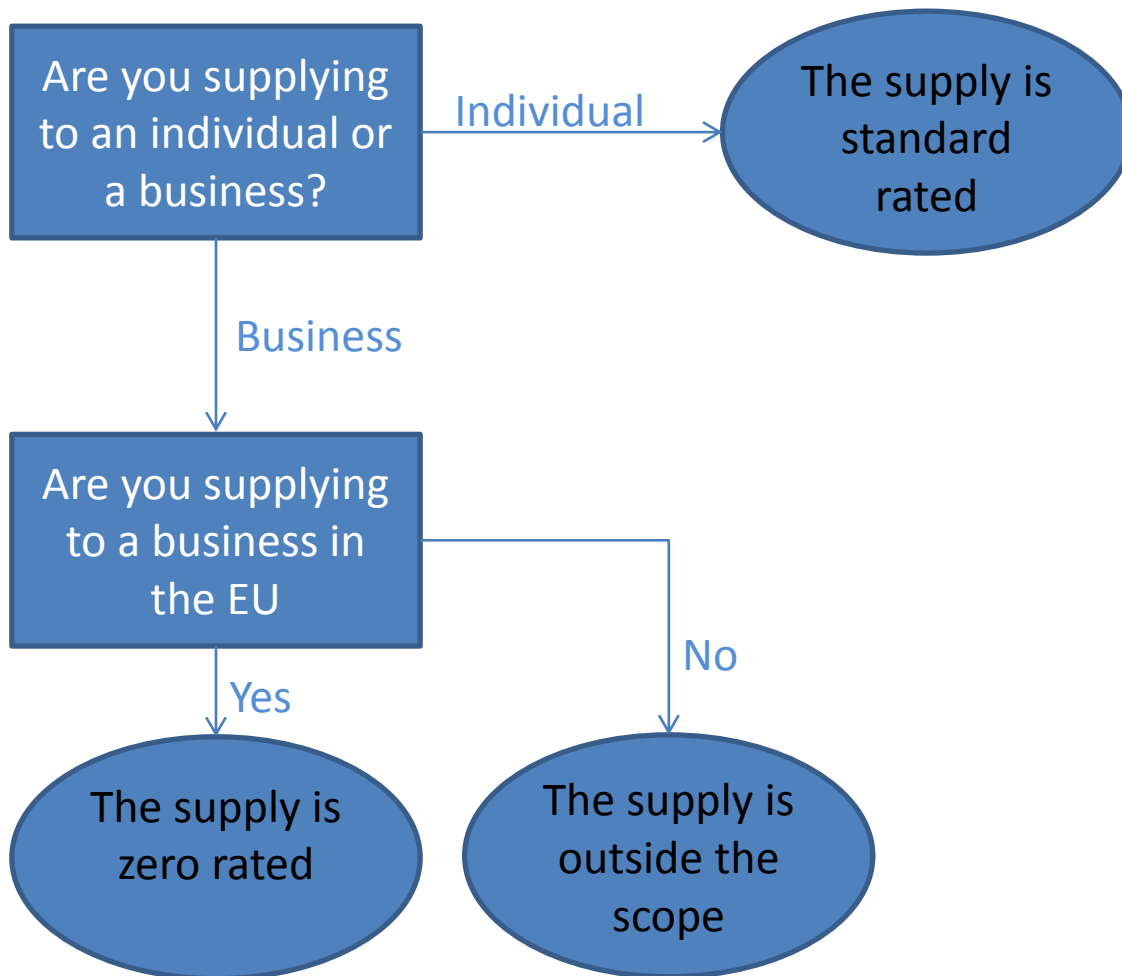 Are you supplying
to an individual or
a business?
Individual
The supply is
standard
rated
Business
Are you supplying
to a business in
the EU
No
Yes
The supply is
zero rated
The supply is
outside the
scope